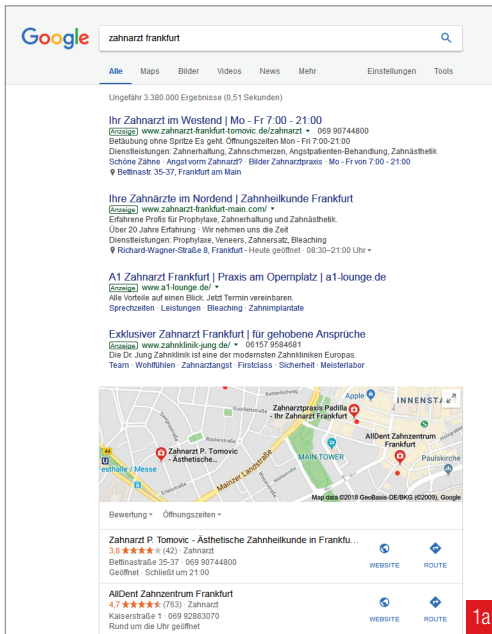 Google
zahnarzt frankfurt
Alle Maps Bilder Videos News Mehr Einstellungen Tools
Ungefähr 3.380.000 Ergebnisse (0,51 Sekunden)
Ihr Zahnarzt im Westend | Mo - Fr 7:00 - 21:00
Anzeige www.zahnarzt-frankfurt-tomovic.de/zahnarzt 069 90744800
Betäubung ohne Spritze Es geht. Öffnungszeiten Mon - Fri 7:00-21:00
Dienstleistungen: Zahnerhaltung, Zahnschmerzen, Angstpatienten-Behandlung, Zahnästhetik
Schöne Zähne · Angst vorm Zahnarzt? · Bilder Zahnarztpraxis · Mo - Fr von 7:00 - 21:00
Bettinastr. 35-37, Frankfurt am Main
Ihre Zahnärzte im Nordend | Zahnheilkunde Frankfurt
Anzeige www.zahnarzt-frankfurt-main.com/
Erfahrene Profis für Prophylaxe, Zahnerhaltung und Zahnästhetik.
Über 20 Jahre Erfahrung · Wir nehmen uns die Zeit
Dienstleistungen: Prophylaxe, Veneers, Zahnersatz, Bleaching
Richard-Wagner-Straße 8, Frankfurt - Heute geöffnet · 08:30–21:00 Uhr
A1 Zahnarzt Frankfurt | Praxis am Opernplatz | a1-lounge.de
Anzeige www.a1-lounge.de/
Alle Vorteile auf einen Blick. Jetzt Termin vereinbaren.
Sprechzeiten · Leistungen · Bleaching · Zahnimplantate
Exklusiver Zahnarzt Frankfurt | für gehobene Ansprüche
Anzeige www.zahnklinik-jung.de/ 06157 9584681
Die Dr. Jung Zahnklinik ist eine der modernsten Zahnkliniken Europas.
Team · Wohlfühlen · Zahnarztangst · Firstclass · Sicherheit · Meisterlabor
Apple
INNENSTA
Zahnarztpraxis Padilla
- Ihr Zahnarzt Frankfurt
AllDent Zahnzentrum
Frankfurt
Zahnarzt P. Tomovic
- Ästhetische...
MAIN TOWER
Paulskirche
44
Festhalle / Messe
Mainzer Landstraße
Map data ©2018 GeoBasis-DE/BKG (©2009), Google
Bewertung Öffnungszeiten
Zahnarzt P. Tomovic - Ästhetische Zahnheilkunde in Frankfu...
3,8 ★★★★★ (42) · Zahnarzt
Bettinastraße 35-37 · 069 90744800
Geöffnet · Schließt um 21:00
WEBSITE ROUTE
AllDent Zahnzentrum Frankfurt
4,7 ★★★★★ (763) · Zahnarzt
Kaiserstraße 1 · 069 92883070
Rund um die Uhr geöffnet
WEBSITE ROUTE
1a